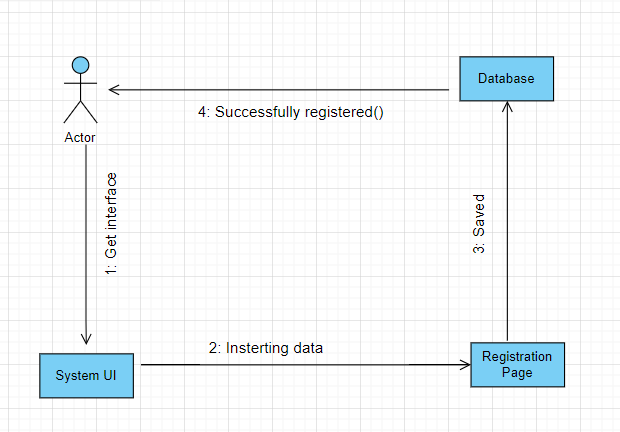 Database
4: Successfully registered()
Actor
1: Get interface
3: Saved
2: Insterting data
Registration
Page
System UI